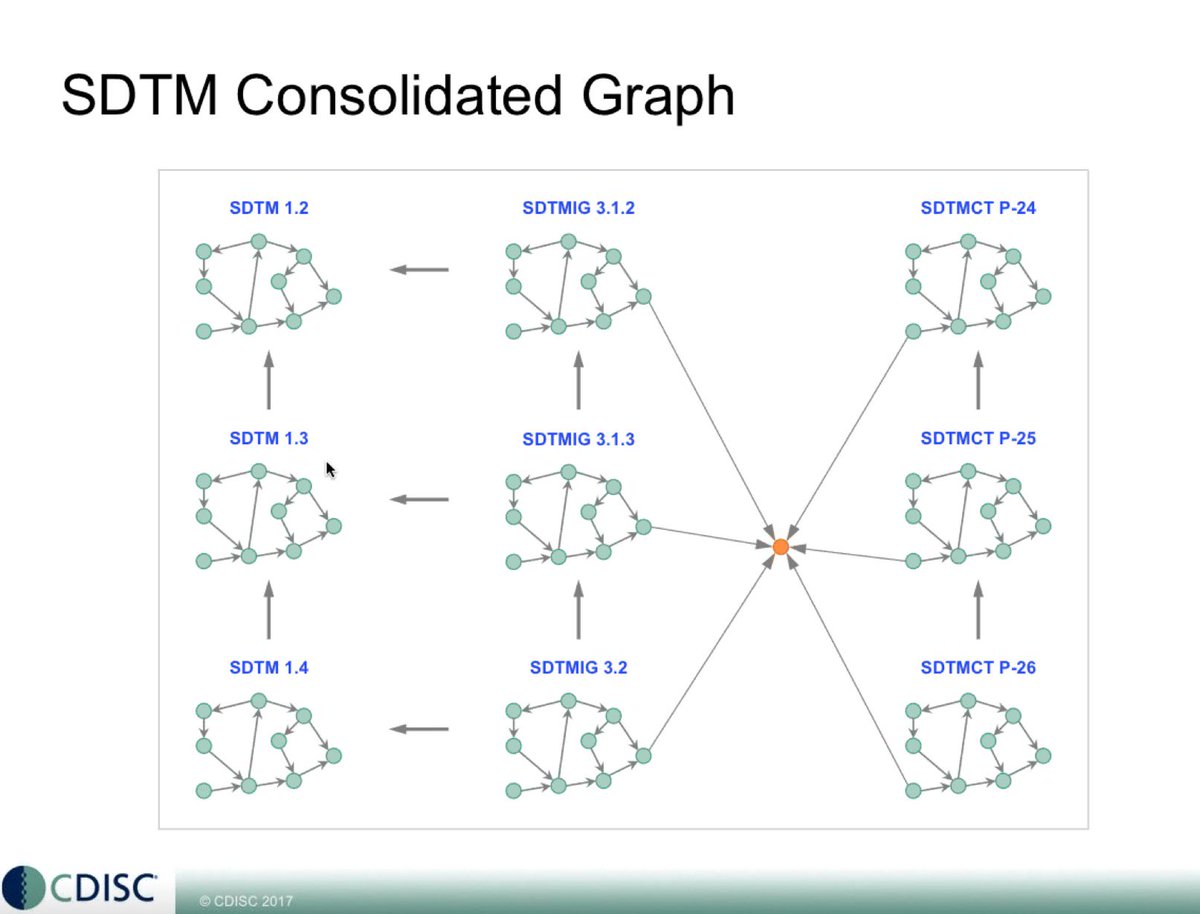 SDTM Consolidated Graph
SDTM 1.2
SDTMIG 3.1.2
SDTMCT P-24
SDTM 1.3
SDTMIG 3.1.3
SDTMCT P-25
SDTM 1.4
SDTMIG 3.2
SDTMCT P-26
CDISC
© CDISC 2017